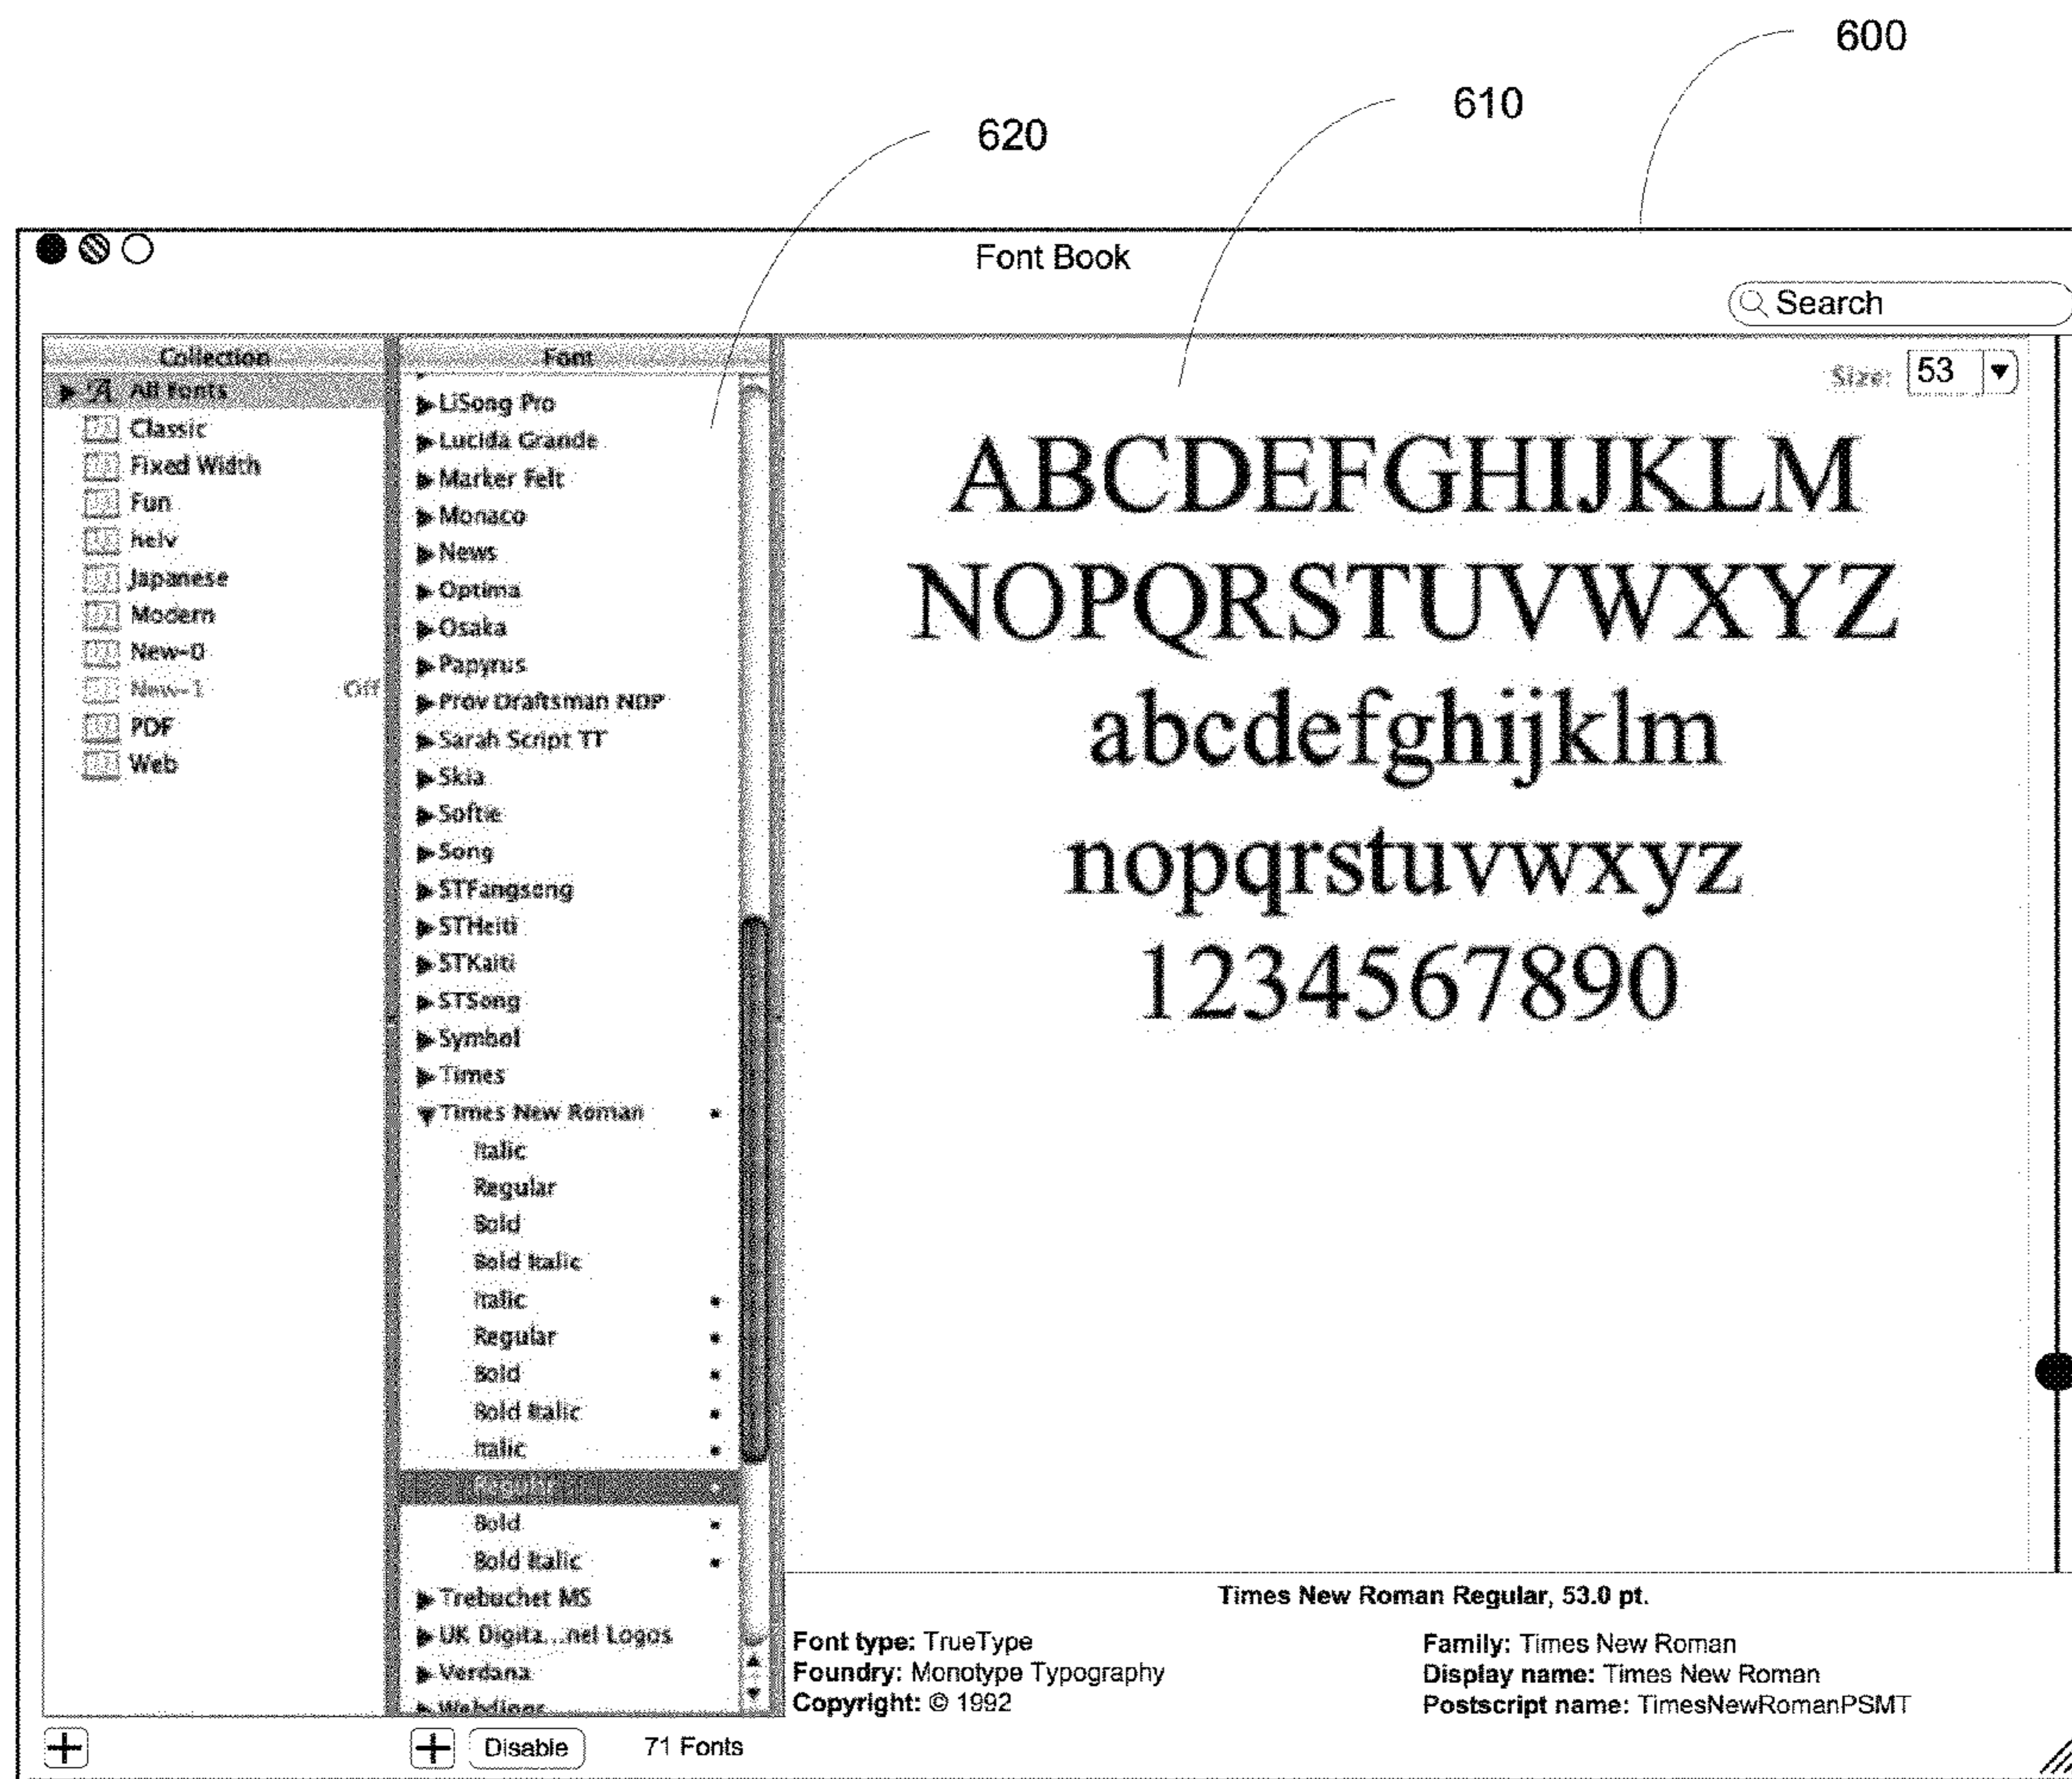 600
610
620
Font Book
Search
Collection
All Fonts
Classic
Fixed Width
Fun
helv
Japanese
Modern
New-0
New-1 Off
PDF
Web
Font
LiSong Pro
Lucida Grande
Marker Felt
Monaco
News
Optima
Osaka
Papyrus
Prov Draftsman NDP
Sarah Script TT
Skia
Softie
Song
STFangsong
STHeiti
STKaiti
STSong
Symbol
Times
Times New Roman
Italic
Regular
Bold
Bold Italic
Italic
Regular
Bold
Bold Italic
Italic
Regular
Bold
Bold Italic
Trebuchet MS
UK Digita...nel Logos
Verdana
Webdings
Size: 53
ABCDEFGHIJKLM
NOPQRSTUVWXYZ
abcdefghijklm
nopqrstuvwxyz
1234567890
Times New Roman Regular, 53.0 pt.
Font type: TrueType
Foundry: Monotype Typography
Copyright: © 1992
Family: Times New Roman
Display name: Times New Roman
Postscript name: TimesNewRomanPSMT
Disable
71 Fonts